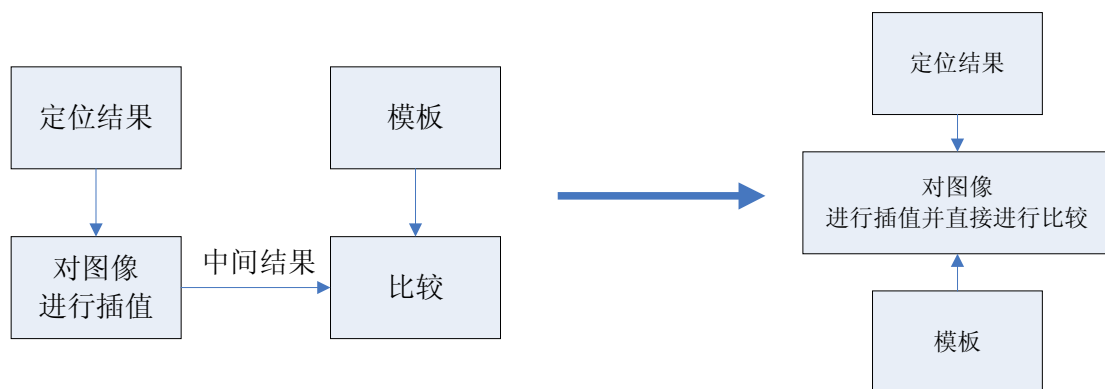 定位结果
模板
对图像
进行插值
中间结果
比较
定位结果
对图像
进行插值并直接进行比较
模板